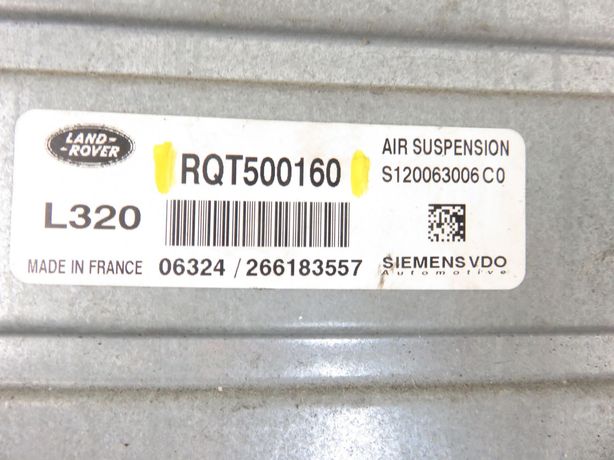 LAND-
-ROVER
RQT500160
AIR SUSPENSION
S120063006 C0
L320
MADE IN FRANCE
06324 / 266183557
SIEMENS VDO
Automotive